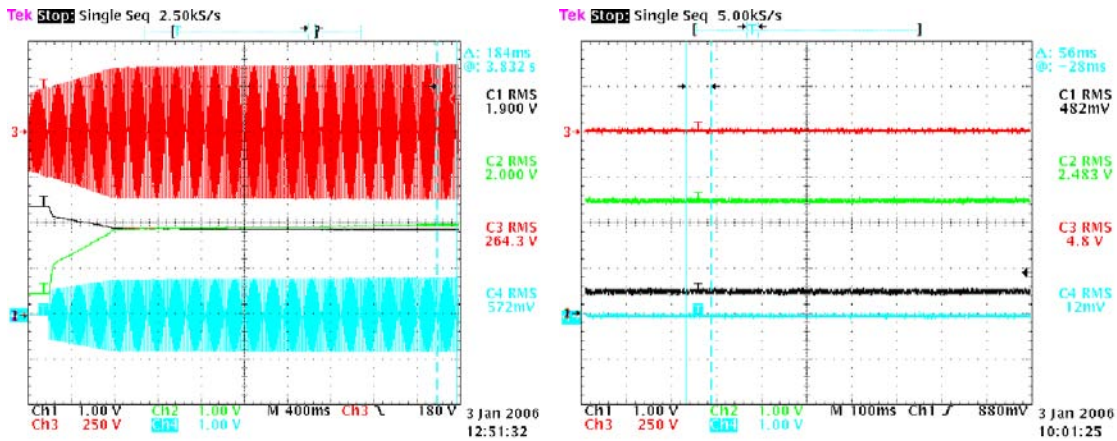 Tek Stop: Single Seq 2.50kS/s
T
Δ: 184ms
@: 3.832 s
T
C1 RMS
1.900 V
3
C2 RMS
2.000 V
T
C3 RMS
264.3 V
T
C4 RMS
572mV
Ch1 1.00 V Ch2 1.00 V M 400ms Ch3 180 V
Ch3 250 V Ch4 1.00 V
3 Jan 2006
12:51:32
Tek Stop: Single Seq 5.00kS/s
T
Δ: 56ms
@: -28ms
C1 RMS
482mV
3
T
C2 RMS
2.483 V
T
C3 RMS
4.8 V
T
C4 RMS
12mV
T
Ch1 1.00 V Ch2 1.00 V M 100ms Ch1 880mV
Ch3 250 V Ch4 1.00 V
3 Jan 2006
10:01:25